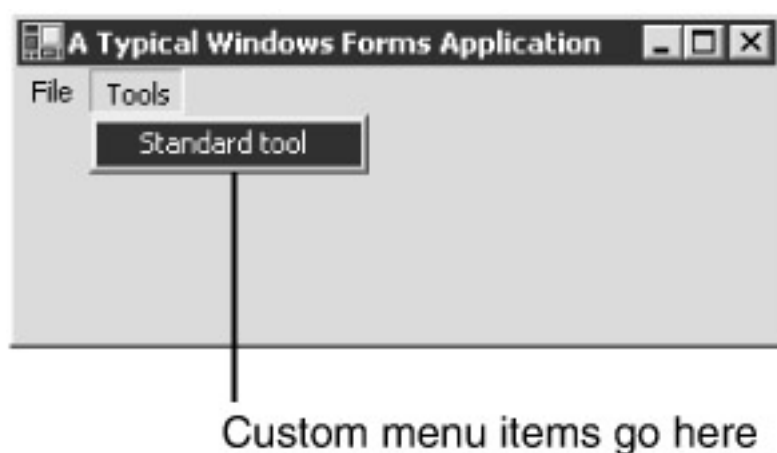 A Typical Windows Forms Application
File Tools
Standard tool
Custom menu items go here